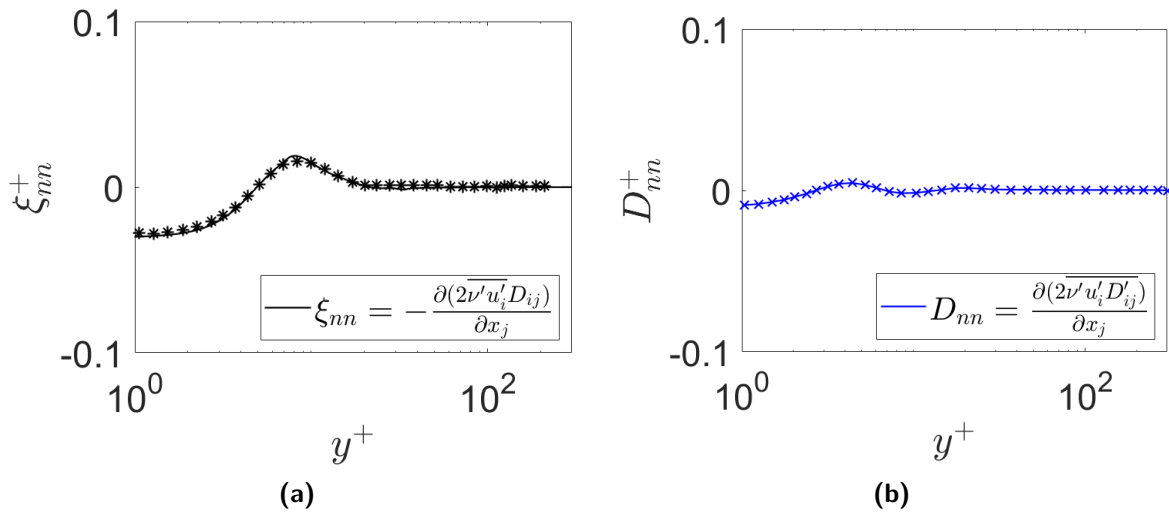 0.1
0
-0.1
ξ⁺ₙₙ
ξₙₙ = − ∂(2\overline{ν′u′ᵢ}Dᵢⱼ)/∂xⱼ
10⁰ 10²
y⁺
(a)
0.1
0
-0.1
D⁺ₙₙ
Dₙₙ = ∂(2\overline{ν′u′ᵢD′ᵢⱼ})/∂xⱼ
10⁰ 10²
y⁺
(b)